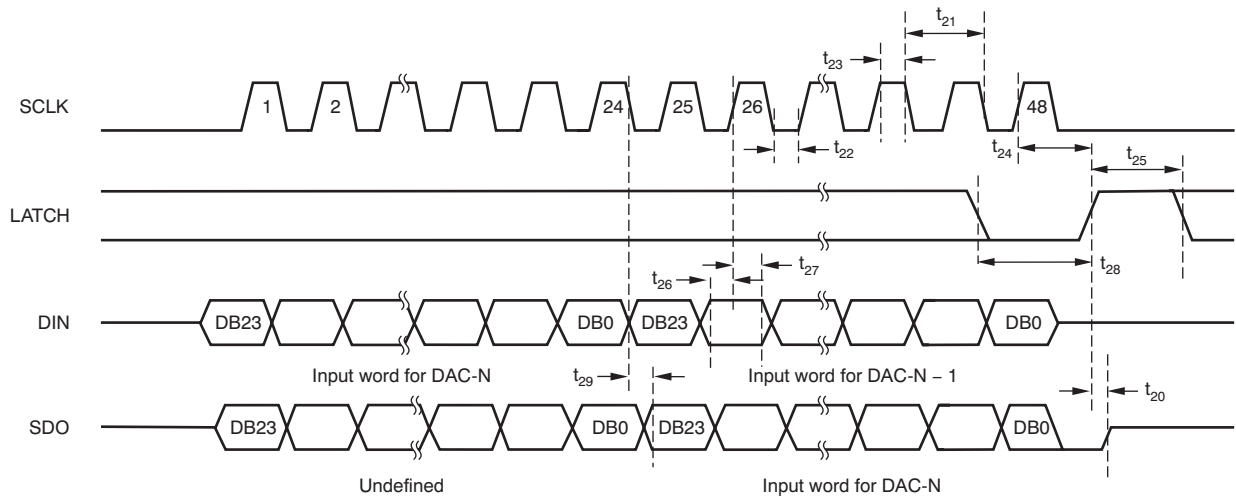 t21
t23
SCLK 1 2 24 25 26 48
t22 t24 t25
LATCH
t26 t27 t28
DIN DB23 DB0 DB23 DB0
Input word for DAC-N t29 Input word for DAC-N – 1
t20
SDO DB23 DB0 DB23 DB0
Undefined Input word for DAC-N